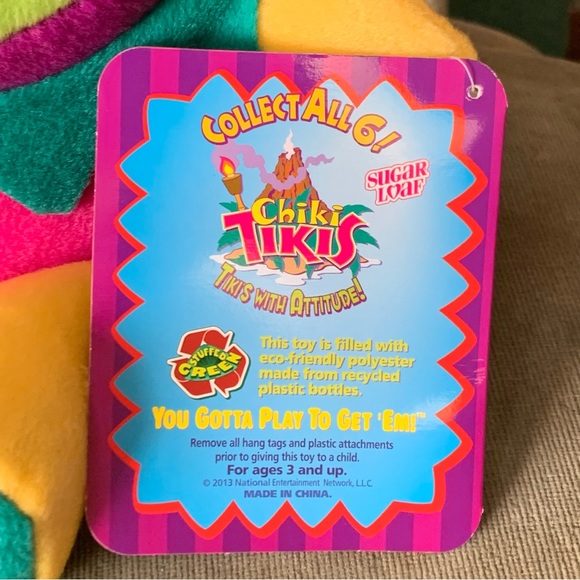 COLLECT ALL 6!
SUGAR
LOAF
Chiki
TIKIS
TIKIS WITH ATTITUDE!
STUFFED
GREEN
This toy is filled with
eco-friendly polyester
made from recycled
plastic bottles.
YOU GOTTA PLAY TO GET 'EM!™
Remove all hang tags and plastic attachments
prior to giving this toy to a child.
For ages 3 and up.
© 2013 National Entertainment Network, L.L.C.
MADE IN CHINA.